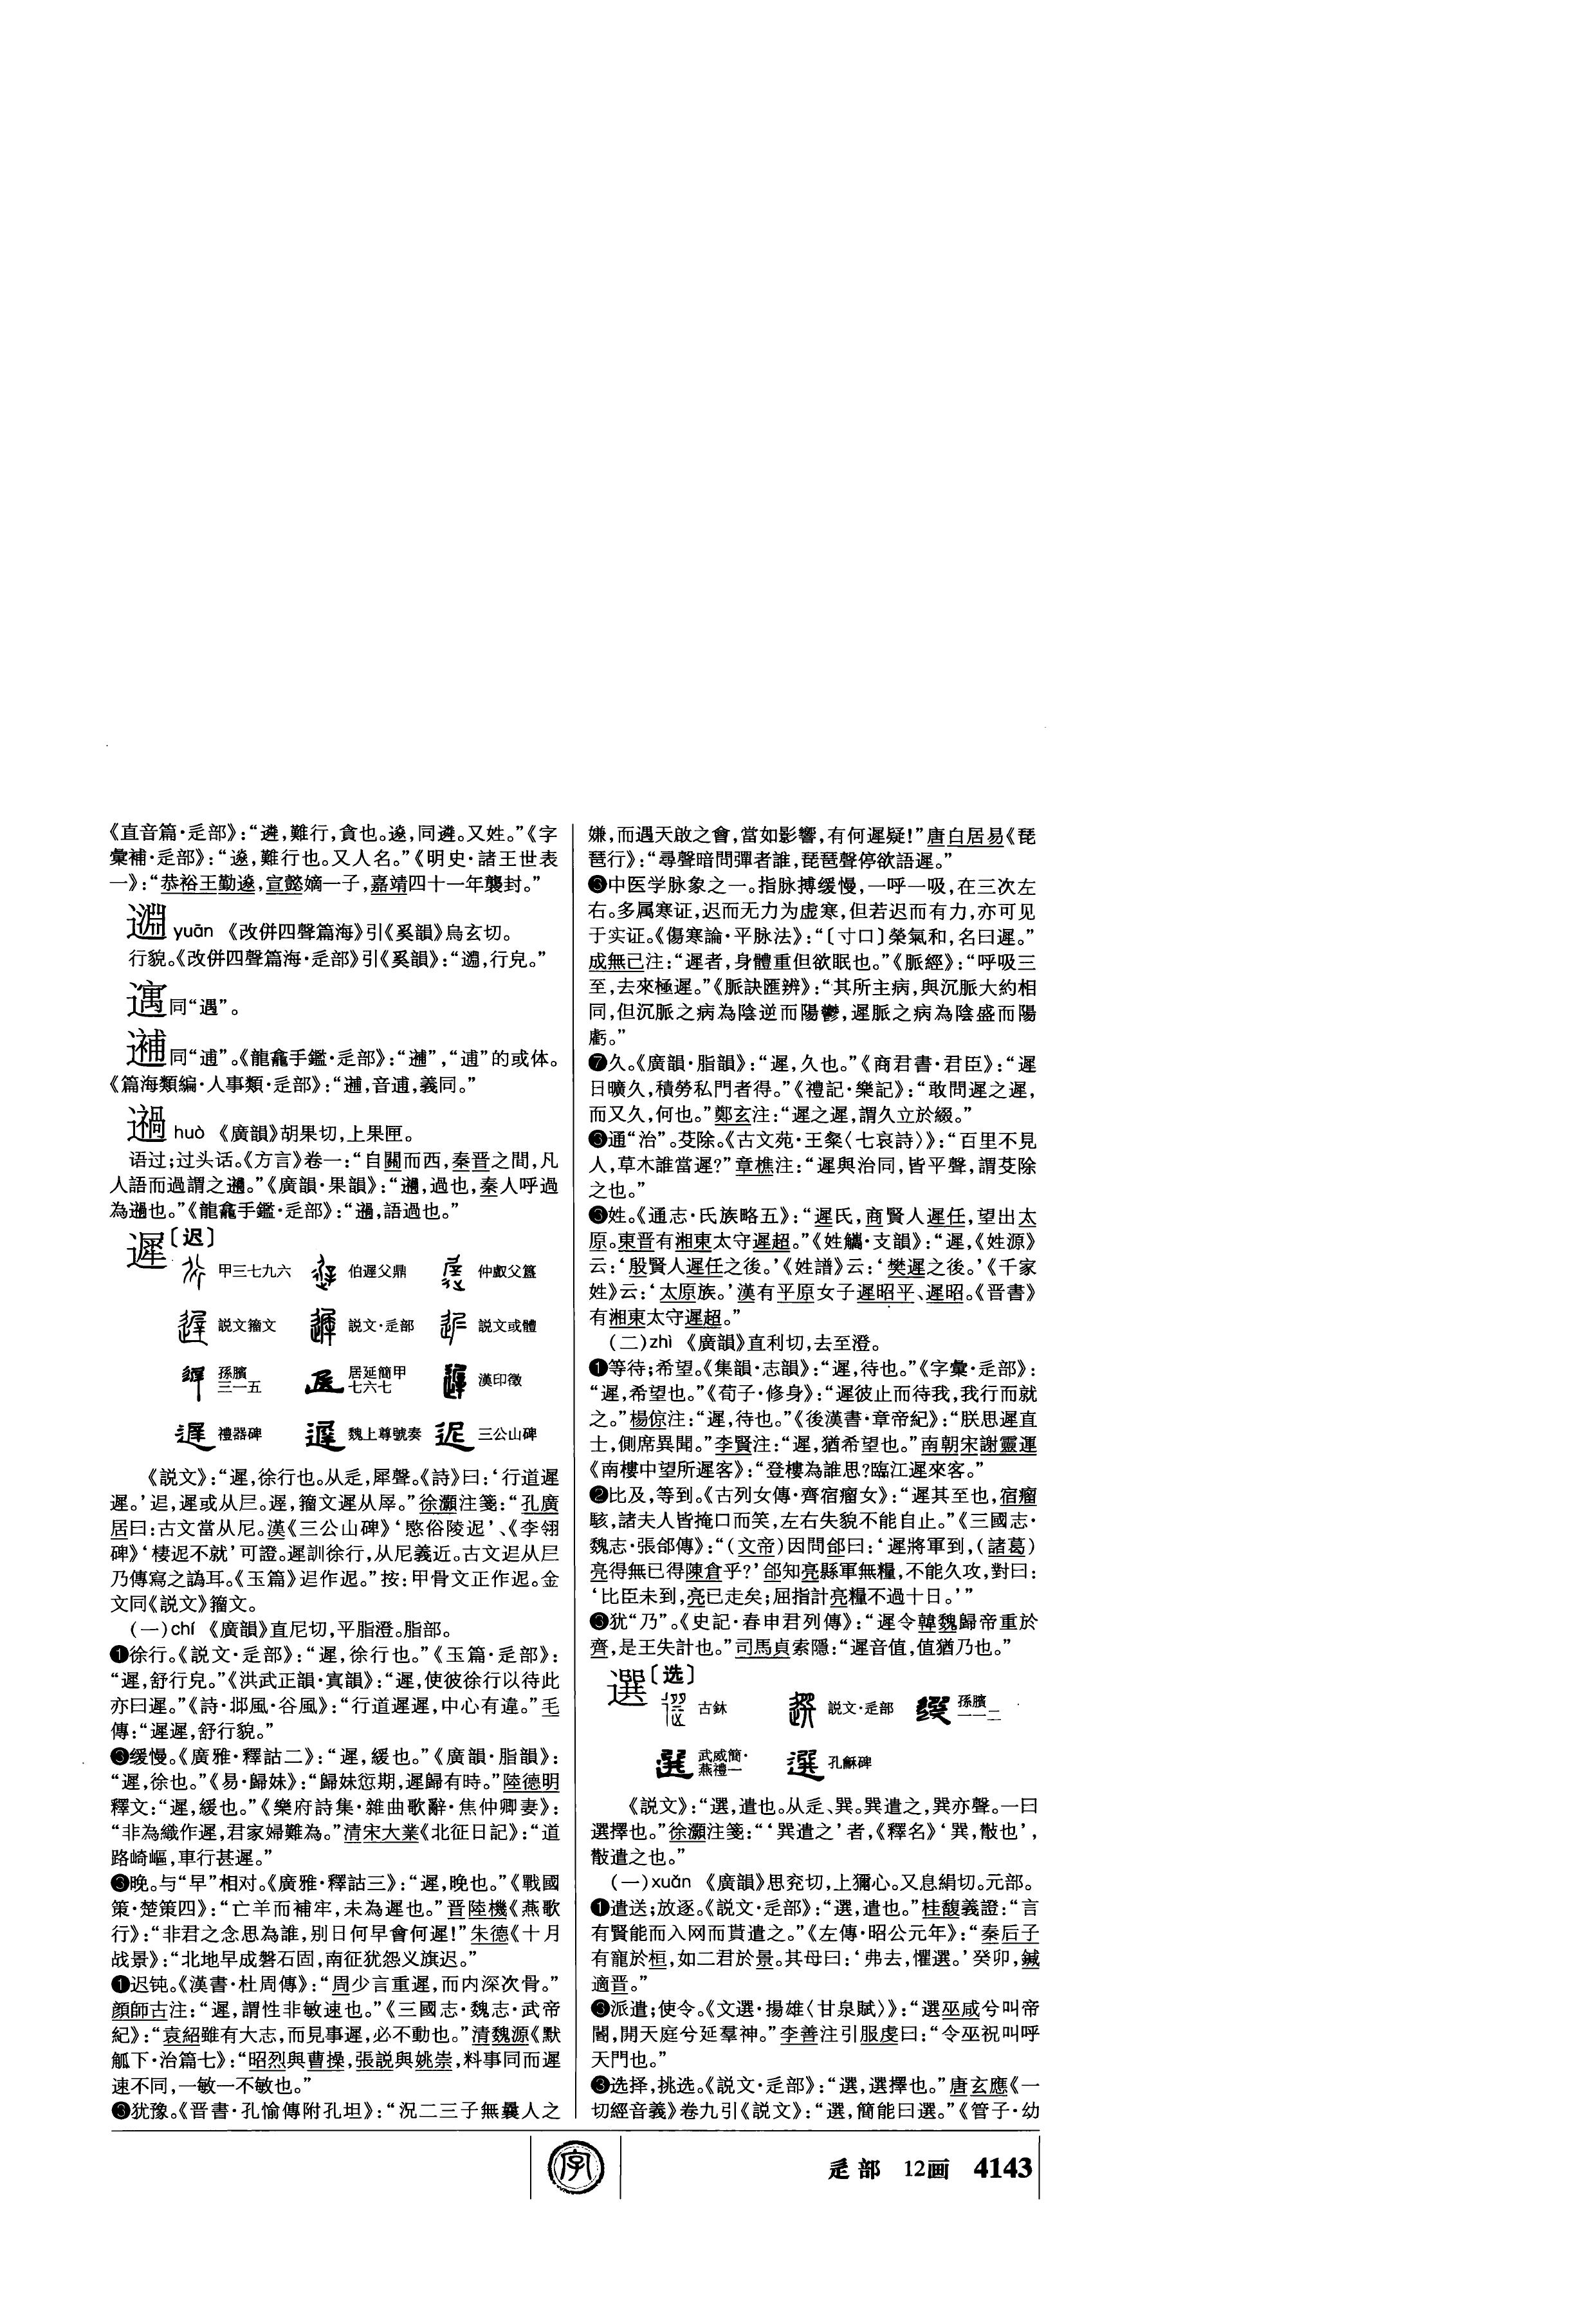 《直音篇·辵部》：“遴，難行，貪也。遴，同遴。又姓。”《字
彙補·辵部》：“，難行也。又人名。”《明史·諸王世表
一》：“恭裕王勤，宣懿嫡一子，嘉靖四十一年襲封。”
yuān 《改併四聲篇海》引《奚韻》烏玄切。
行貌。《改併四聲篇海·辵部》引《奚韻》：“，行皃。”
同“遇”。
同“逋”。《龍龕手鑑·辵部》：“”，“逋”的或体。
《篇海類編·人事類·辵部》：“，音逋，義同。”
huò 《廣韻》胡果切，上果匣。
语过；过头话。《方言》卷一：“自關而西，秦晋之間，凡
人語而過謂之。”《廣韻·果韻》：“，過也，秦人呼過
為也。”《龍龕手鑑·辵部》：“，語過也。”
遲〔迟〕
甲三七九六 伯遲父鼎 仲𠭯父簋
説文籀文 説文·辵部 説文或體
孫臏三一五 居延簡甲七六七 漢印徵
禮器碑 魏上尊號奏 三公山碑
《説文》：“遲，徐行也。从辵，犀聲。《詩》曰：‘行道遲
遲。’𨒈，遲或从𡰥。遟，籀文遲从屖。”徐灝注箋：“孔廣
居曰：古文當从尼。漢《三公山碑》‘愍俗陵迡’、《李翎
碑》‘棲迡不就’可證。遲訓徐行，从尼義近。古文𨒈从𡰥
乃傳寫之譌耳。《玉篇》𨒈作迡。”按：甲骨文正作迡。金
文同《説文》籀文。
（一）chí 《廣韻》直尼切，平脂澄。脂部。
❶徐行。《説文·辵部》：“遲，徐行也。”《玉篇·辵部》：
“遲，舒行皃。”《洪武正韻·寘韻》：“遲，使彼徐行以待此
亦曰遲。”《詩·邶風·谷風》：“行道遲遲，中心有違。”毛
傳：“遲遲，舒行貌。”
❸缓慢。《廣雅·釋詁二》：“遲，緩也。”《廣韻·脂韻》：
“遲，徐也。”《易·歸妹》：“歸妹愆期，遲歸有時。”陸德明
釋文：“遲，緩也。”《樂府詩集·雜曲歌辭·焦仲卿妻》：
“非為織作遲，君家婦難為。”清宋大業《北征日記》：“道
路崎嶇，車行甚遲。”
❸晚。与“早”相对。《廣雅·釋詁三》：“遲，晚也。”《戰國
策·楚策四》：“亡羊而補牢，未為遲也。”晋陸機《燕歌
行》：“非君之念思為誰，别日何早會何遲！”朱德《十月
战景》：“北地早成磐石固，南征犹怨义旗迟。”
❶迟钝。《漢書·杜周傳》：“周少言重遲，而内深次骨。”
顔師古注：“遲，謂性非敏速也。”《三國志·魏志·武帝
紀》：“袁紹雖有大志，而見事遲，必不動也。”清魏源《默
觚下·治篇七》：“昭烈與曹操，張説與姚崇，料事同而遲
速不同，一敏一不敏也。”
❸犹豫。《晋書·孔愉傳附孔坦》：“況二三子無曩人之
嫌，而遇天啟之會，當如影響，有何遲疑！”唐白居易《琵
琶行》：“尋聲暗問彈者誰，琵琶聲停欲語遲。”
❸中医学脉象之一。指脉搏缓慢，一呼一吸，在三次左
右。多属寒证，迟而无力为虚寒，但若迟而有力，亦可见
于实证。《傷寒論·平脉法》：“〔寸口〕榮氣和，名曰遲。”
成無己注：“遲者，身體重但欲眠也。”《脈經》：“呼吸三
至，去來極遲。”《脈訣匯辨》：“其所主病，與沉脈大約相
同，但沉脈之病為陰逆而陽鬱，遲脈之病為陰盛而陽
虧。”
❼久。《廣韻·脂韻》：“遲，久也。”《商君書·君臣》：“遲
日曠久，積勞私門者得。”《禮記·樂記》：“敢問遲之遲，
而又久，何也。”鄭玄注：“遲之遲，謂久立於綴。”
❸通“治”。芟除。《古文苑·王粲〈七哀詩〉》：“百里不見
人，草木誰當遲？”章樵注：“遲與治同，皆平聲，謂芟除
之也。”
❸姓。《通志·氏族略五》：“遲氏，商賢人遲任，望出太
原。東晋有湘東太守遲超。”《姓觿·支韻》：“遲，《姓源》
云：‘殷賢人遲任之後。’《姓譜》云：‘樊遲之後。’《千家
姓》云：‘太原族。’漢有平原女子遲昭平、遲昭。《晋書》
有湘東太守遲超。”
（二）zhì 《廣韻》直利切，去至澄。
❶等待；希望。《集韻·志韻》：“遲，待也。”《字彙·辵部》：
“遲，希望也。”《荀子·修身》：“遲彼止而待我，我行而就
之。”楊倞注：“遲，待也。”《後漢書·章帝紀》：“朕思遲直
士，側席異聞。”李賢注：“遲，猶希望也。”南朝宋謝靈運
《南樓中望所遲客》：“登樓為誰思？臨江遲來客。”
❷比及，等到。《古列女傳·齊宿瘤女》：“遲其至也，宿瘤
駭，諸夫人皆掩口而笑，左右失貌不能自止。”《三國志·
魏志·張郃傳》：“（文帝）因問郃曰：‘遲將軍到，（諸葛）
亮得無已得陳倉乎？’郃知亮縣軍無糧，不能久攻，對曰：
‘比臣未到，亮已走矣；屈指計亮糧不過十日。’”
❸犹“乃”。《史記·春申君列傳》：“遲令韓魏歸帝重於
齊，是王失計也。”司馬貞索隱：“遲音值，值猶乃也。”
選〔选〕
古鉥 説文·辵部 孫臏一一二
武威簡·燕禮一 孔龢碑
《説文》：“選，遣也。从辵、巽。巽遣之，巽亦聲。一曰
選擇也。”徐灝注箋：“‘巽遣之’者，《釋名》‘巽，散也’，
散遣之也。”
（一）xuǎn 《廣韻》思兖切，上獮心。又息絹切。元部。
❶遣送；放逐。《説文·辵部》：“選，遣也。”桂馥義證：“言
有賢能而入网而貰遣之。”《左傳·昭公元年》：“秦后子
有寵於桓，如二君於景。其母曰：‘弗去，懼選。’癸卯，鍼
適晋。”
❸派遣；使令。《文選·揚雄〈甘泉賦〉》：“選巫咸兮叫帝
閽，開天庭兮延羣神。”李善注引服虔曰：“令巫祝叫呼
天門也。”
❸选择，挑选。《説文·辵部》：“選，選擇也。”唐玄應《一
切經音義》卷九引《説文》：“選，簡能曰選。”《管子·幼
字
辵部 12画 4143